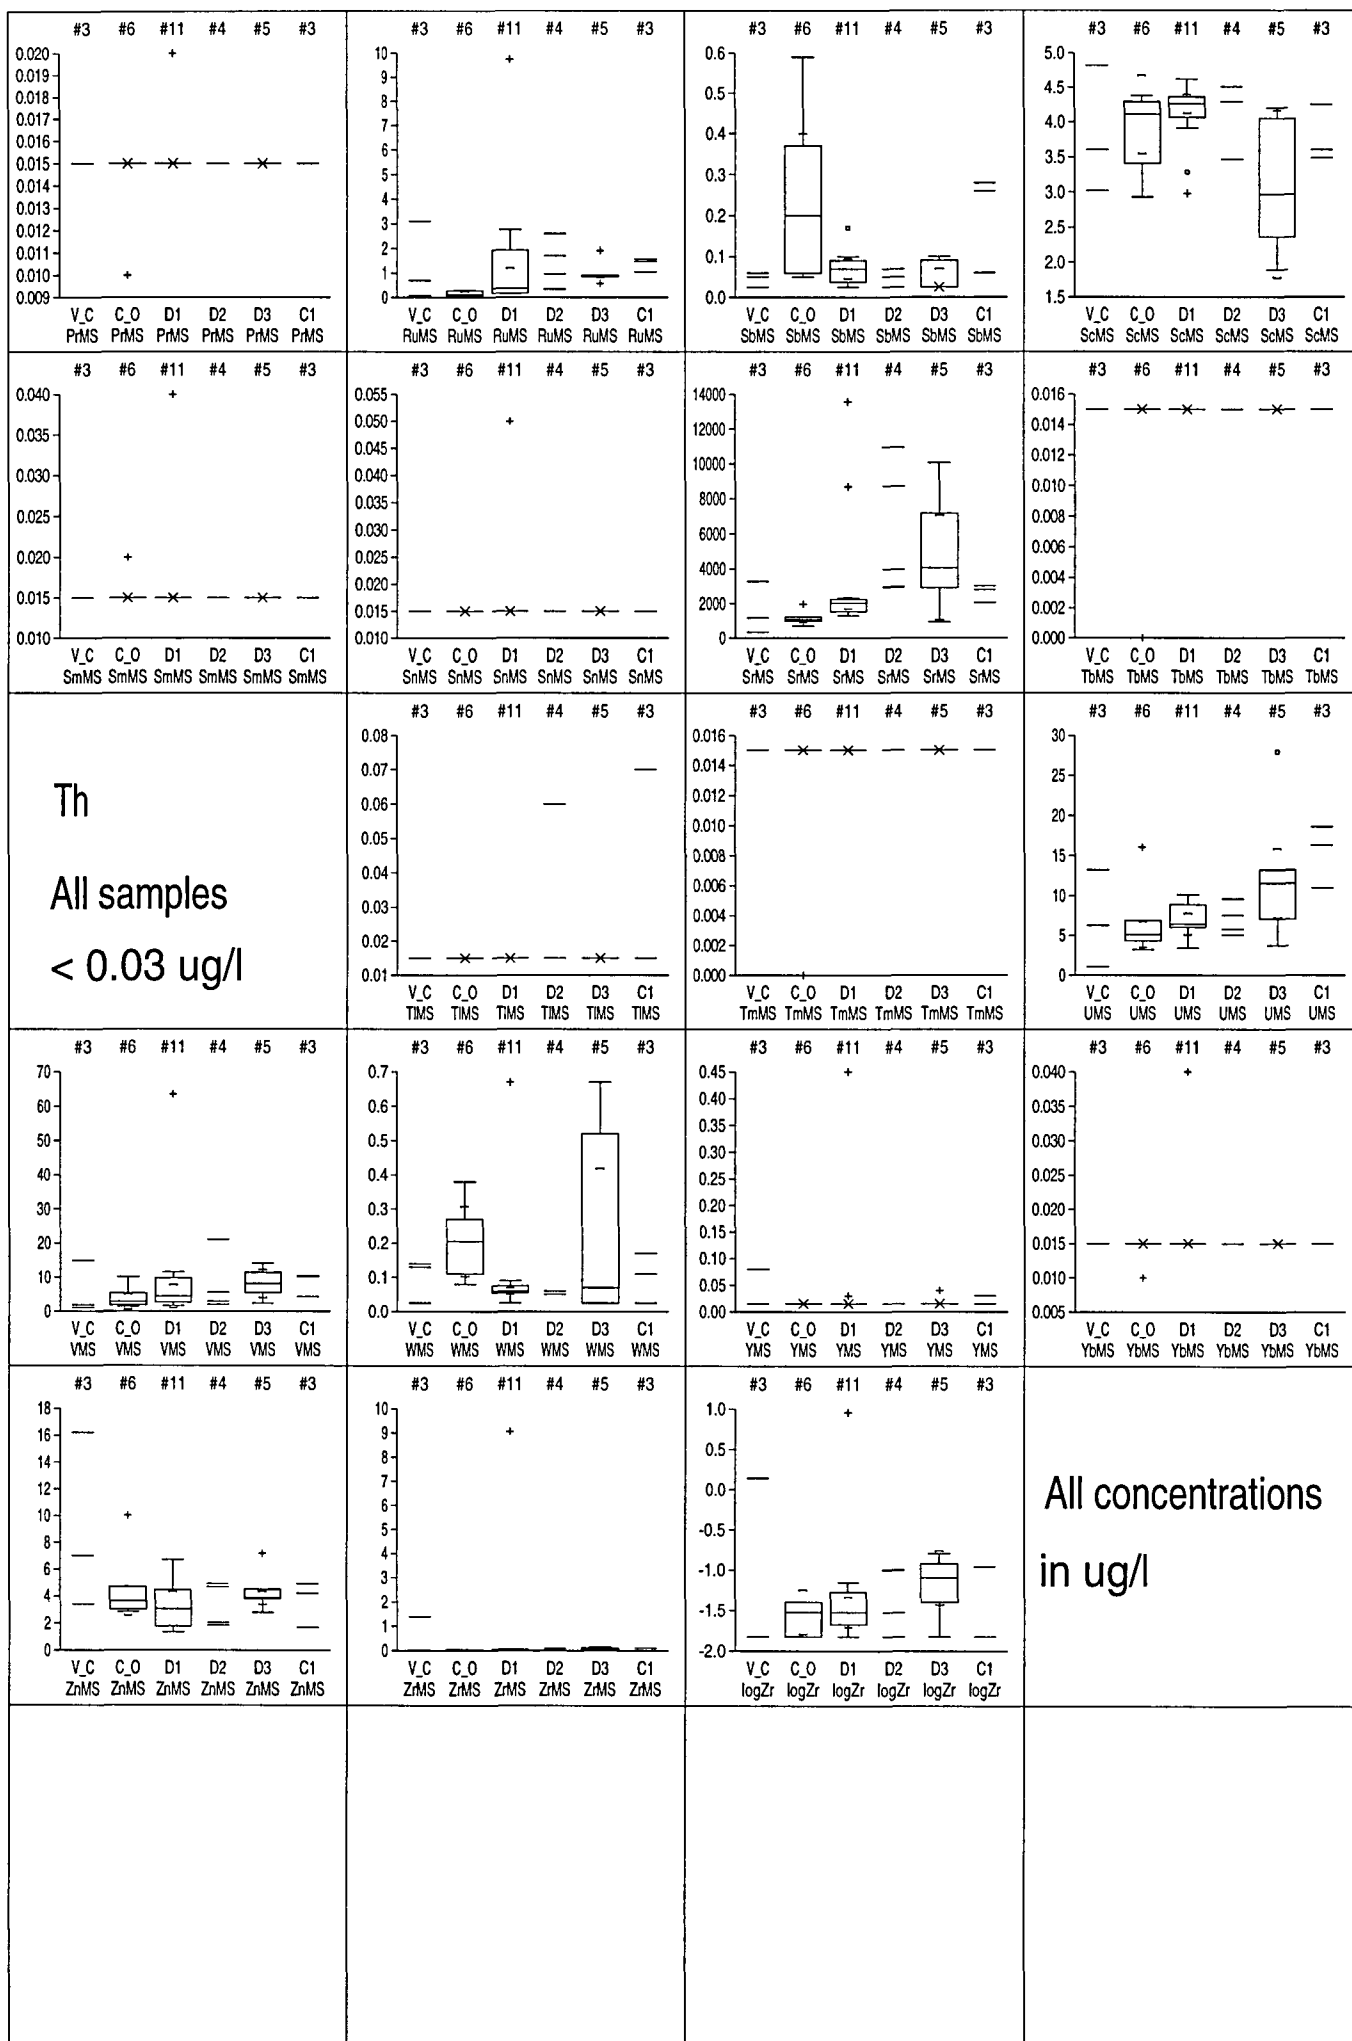 #3 #6 #11 #4 #5 #3
0.020
0.019
0.018
0.017
0.016
0.015
0.014
0.013
0.012
0.011
0.010
0.009
V_C C_O D1 D2 D3 C1
PrMS PrMS PrMS PrMS PrMS PrMS
#3 #6 #11 #4 #5 #3
10
9
8
7
6
5
4
3
2
1
0
V_C C_O D1 D2 D3 C1
RuMS RuMS RuMS RuMS RuMS RuMS
#3 #6 #11 #4 #5 #3
0.6
0.5
0.4
0.3
0.2
0.1
0.0
V_C C_O D1 D2 D3 C1
SbMS SbMS SbMS SbMS SbMS SbMS
#3 #6 #11 #4 #5 #3
5.0
4.5
4.0
3.5
3.0
2.5
2.0
1.5
V_C C_O D1 D2 D3 C1
ScMS ScMS ScMS ScMS ScMS ScMS
#3 #6 #11 #4 #5 #3
0.040
0.035
0.030
0.025
0.020
0.015
0.010
V_C C_O D1 D2 D3 C1
SmMS SmMS SmMS SmMS SmMS SmMS
#3 #6 #11 #4 #5 #3
0.055
0.050
0.045
0.040
0.035
0.030
0.025
0.020
0.015
0.010
V_C C_O D1 D2 D3 C1
SnMS SnMS SnMS SnMS SnMS SnMS
#3 #6 #11 #4 #5 #3
14000
12000
10000
8000
6000
4000
2000
0
V_C C_O D1 D2 D3 C1
SrMS SrMS SrMS SrMS SrMS SrMS
#3 #6 #11 #4 #5 #3
0.016
0.014
0.012
0.010
0.008
0.006
0.004
0.002
0.000
V_C C_O D1 D2 D3 C1
TbMS TbMS TbMS TbMS TbMS TbMS
Th
All samples
< 0.03 ug/l
#3 #6 #11 #4 #5 #3
0.08
0.07
0.06
0.05
0.04
0.03
0.02
0.01
V_C C_O D1 D2 D3 C1
TlMS TlMS TlMS TlMS TlMS TlMS
#3 #6 #11 #4 #5 #3
0.016
0.014
0.012
0.010
0.008
0.006
0.004
0.002
0.000
V_C C_O D1 D2 D3 C1
TmMS TmMS TmMS TmMS TmMS TmMS
#3 #6 #11 #4 #5 #3
30
25
20
15
10
5
0
V_C C_O D1 D2 D3 C1
UMS UMS UMS UMS UMS UMS
#3 #6 #11 #4 #5 #3
70
60
50
40
30
20
10
0
V_C C_O D1 D2 D3 C1
VMS VMS VMS VMS VMS VMS
#3 #6 #11 #4 #5 #3
0.7
0.6
0.5
0.4
0.3
0.2
0.1
0.0
V_C C_O D1 D2 D3 C1
WMS WMS WMS WMS WMS WMS
#3 #6 #11 #4 #5 #3
0.45
0.40
0.35
0.30
0.25
0.20
0.15
0.10
0.05
0.00
V_C C_O D1 D2 D3 C1
YMS YMS YMS YMS YMS YMS
#3 #6 #11 #4 #5 #3
0.040
0.035
0.030
0.025
0.020
0.015
0.010
0.005
V_C C_O D1 D2 D3 C1
YbMS YbMS YbMS YbMS YbMS YbMS
#3 #6 #11 #4 #5 #3
18
16
14
12
10
8
6
4
2
0
V_C C_O D1 D2 D3 C1
ZnMS ZnMS ZnMS ZnMS ZnMS ZnMS
#3 #6 #11 #4 #5 #3
10
9
8
7
6
5
4
3
2
1
0
V_C C_O D1 D2 D3 C1
ZrMS ZrMS ZrMS ZrMS ZrMS ZrMS
#3 #6 #11 #4 #5 #3
1.0
0.5
0.0
-0.5
-1.0
-1.5
-2.0
V_C C_O D1 D2 D3 C1
logZr logZr logZr logZr logZr logZr
All concentrations
in ug/l